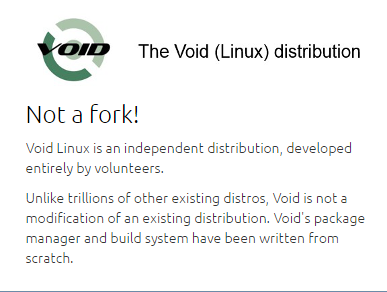 VOID
The Void (Linux) distribution
Not a fork!
Void Linux is an independent distribution, developed
entirely by volunteers.
Unlike trillions of other existing distros, Void is not a
modification of an existing distribution. Void's package
manager and build system have been written from
scratch.